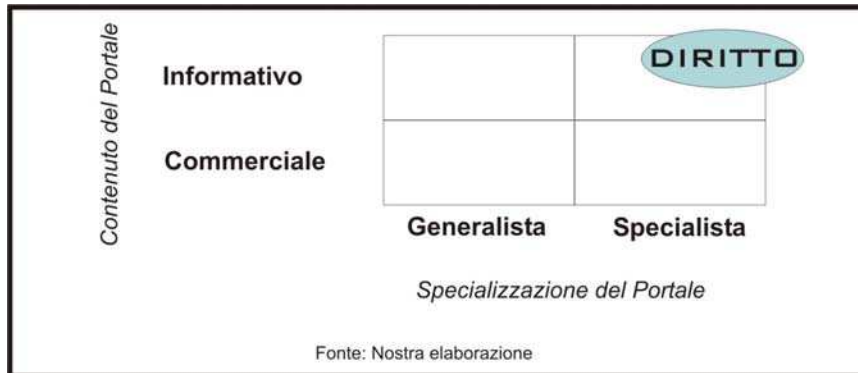 DIRITTO
Informativo
Contenuto del Portale
Commerciale
Generalista Specialista
Specializzazione del Portale
Fonte: Nostra elaborazione